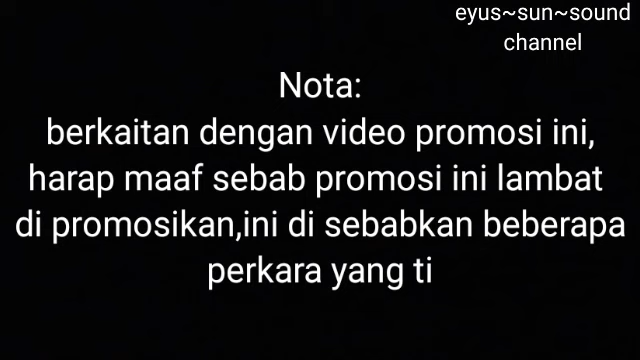 eyus~sun~sound
channel
Nota:
berkaitan dengan video promosi ini,
harap maaf sebab promosi ini lambat
di promosikan,ini di sebabkan beberapa
perkara yang ti